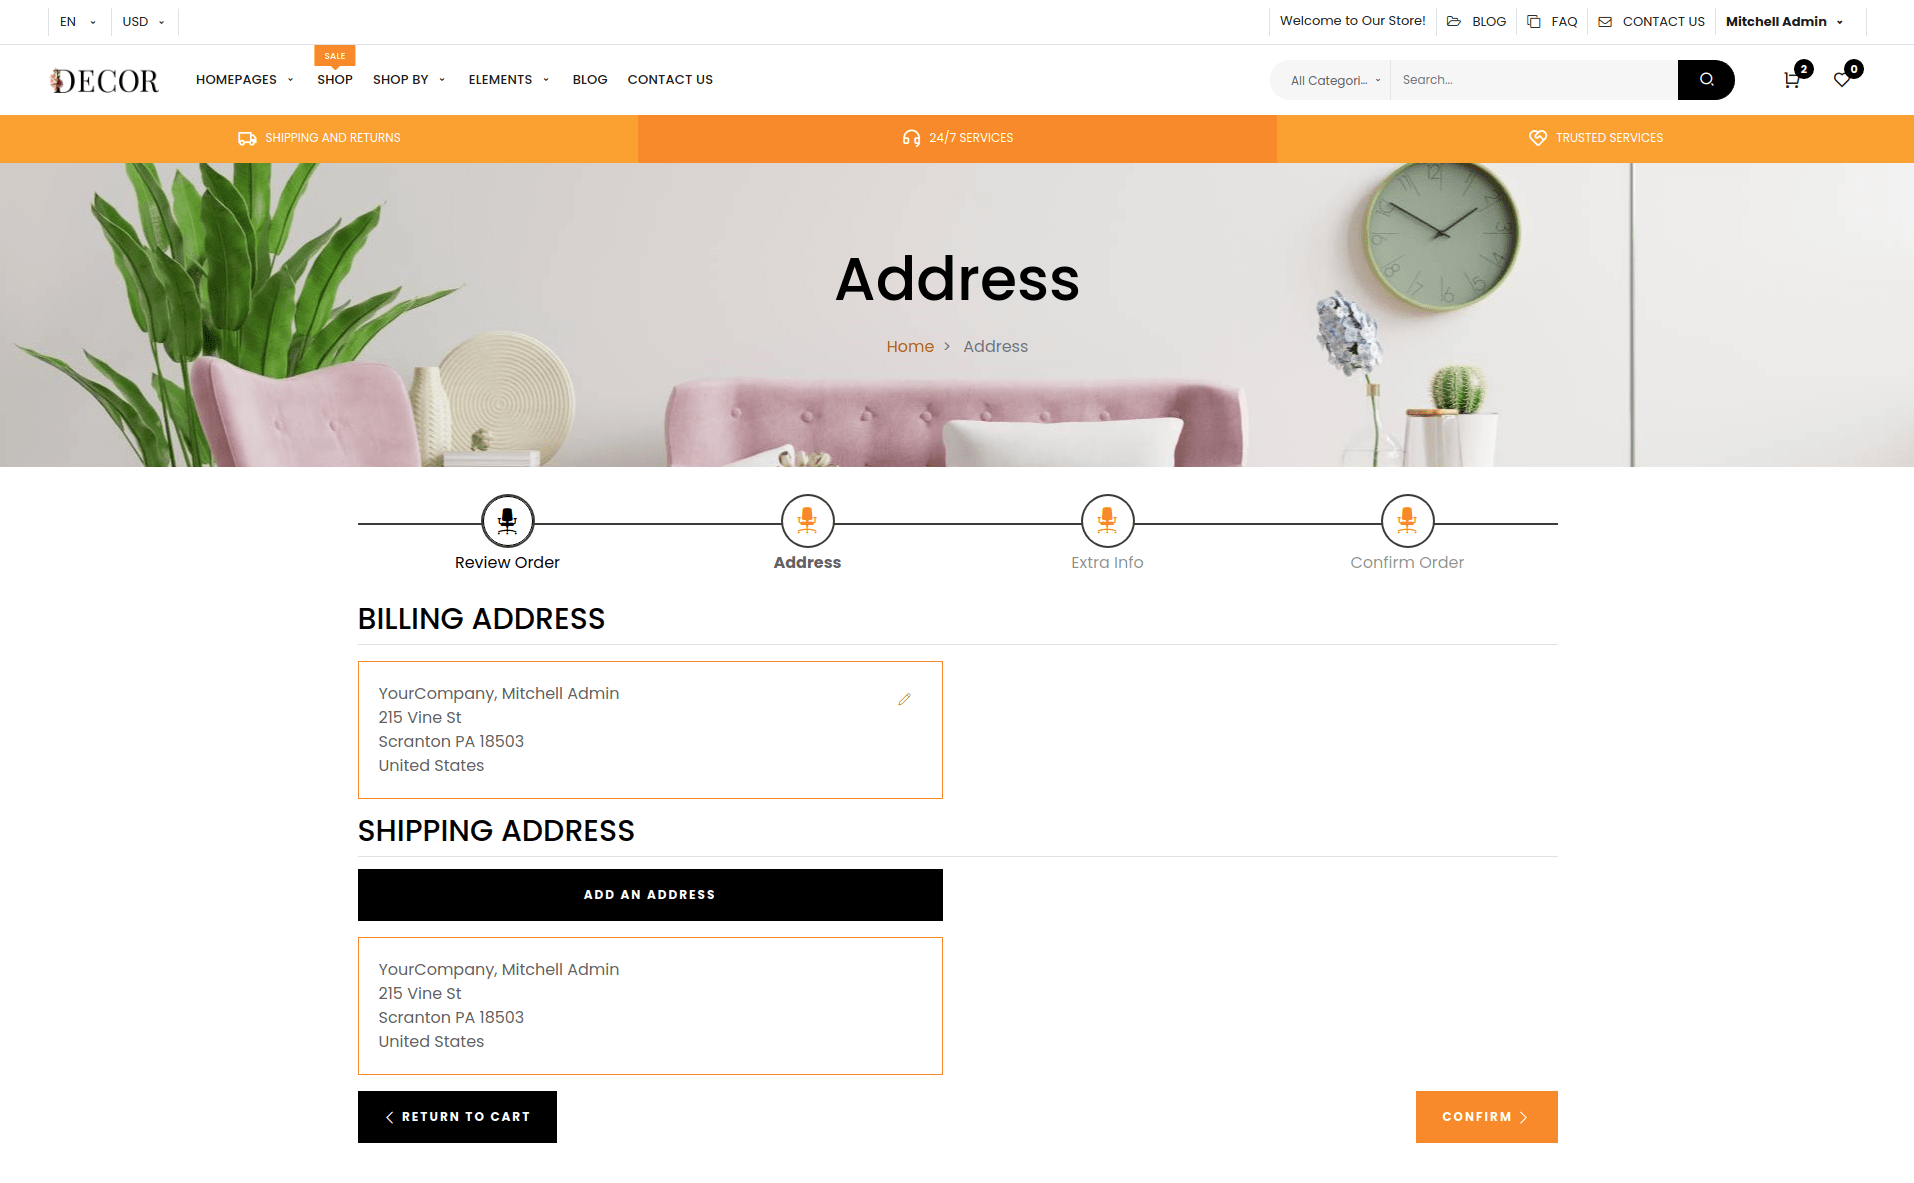 EN
USD
Welcome to Our Store!
BLOG
FAQ
CONTACT US
Mitchell Admin
DECOR
HOMEPAGES
SALE
SHOP
SHOP BY
ELEMENTS
BLOG
CONTACT US
All Categori...
Search...
2
0
SHIPPING AND RETURNS
24/7 SERVICES
TRUSTED SERVICES
Address
Home > Address
Review Order
Address
Extra Info
Confirm Order
BILLING ADDRESS
YourCompany, Mitchell Admin
215 Vine St
Scranton PA 18503
United States
SHIPPING ADDRESS
ADD AN ADDRESS
YourCompany, Mitchell Admin
215 Vine St
Scranton PA 18503
United States
RETURN TO CART
CONFIRM